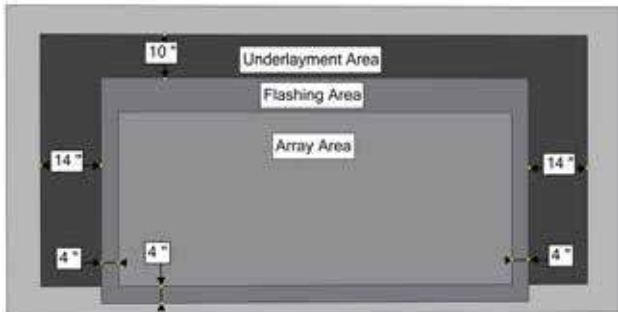 10 "
Underlayment Area
Flashing Area
Array Area
14 "
14 "
4 "
4 "
4 "